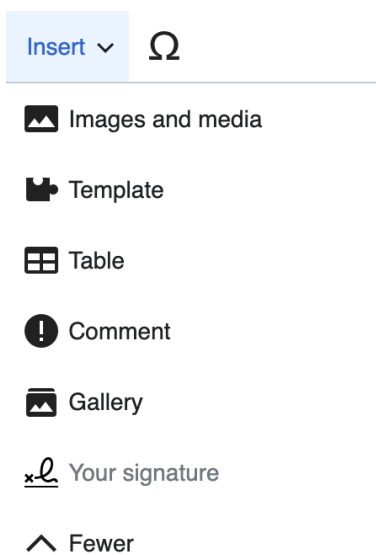 Insert Ω
Images and media
Template
Table
Comment
Gallery
Your signature
Fewer